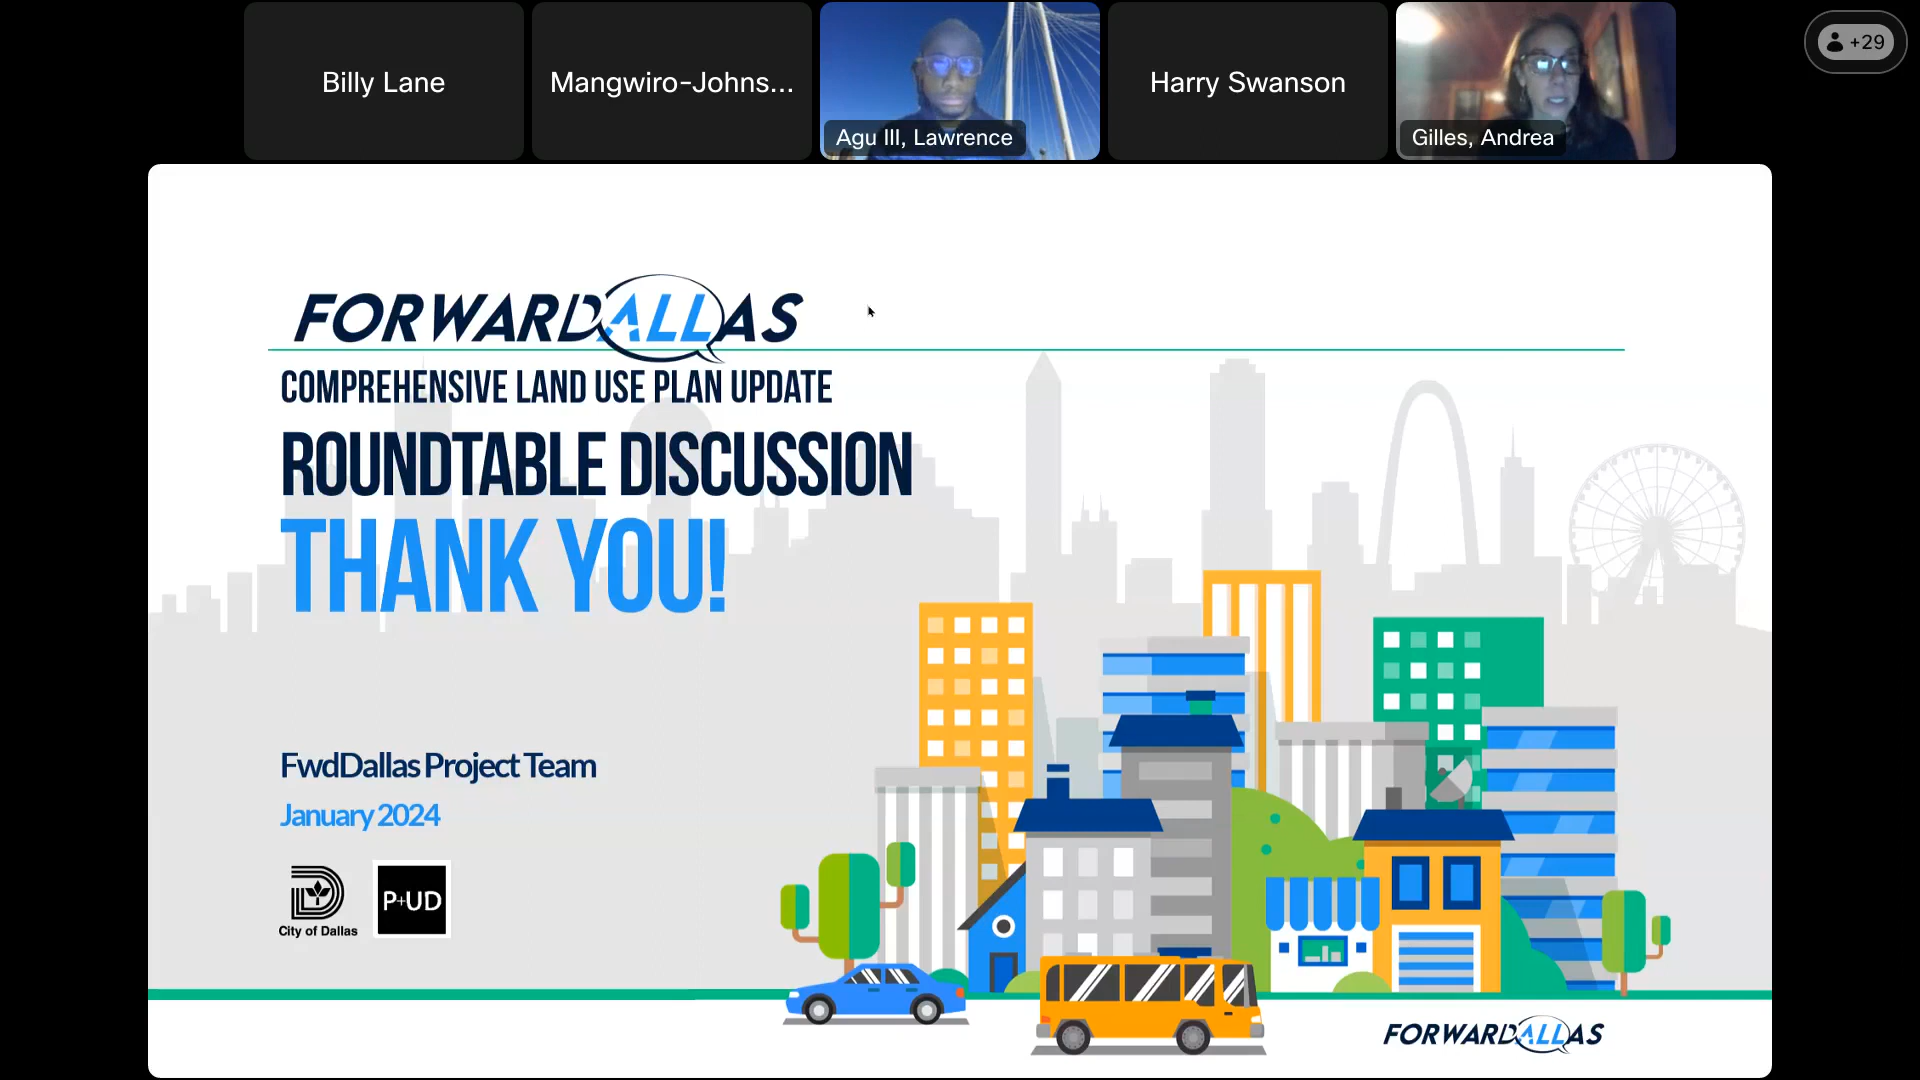 Billy Lane
Mangwiro-Johns...
Agu III, Lawrence
Harry Swanson
Gilles, Andrea
+29
FORWARDALLAS
COMPREHENSIVE LAND USE PLAN UPDATE
ROUNDTABLE DISCUSSION
THANK YOU!
FwdDallas Project Team
January 2024
City of Dallas
P+UD
FORWARDALLAS